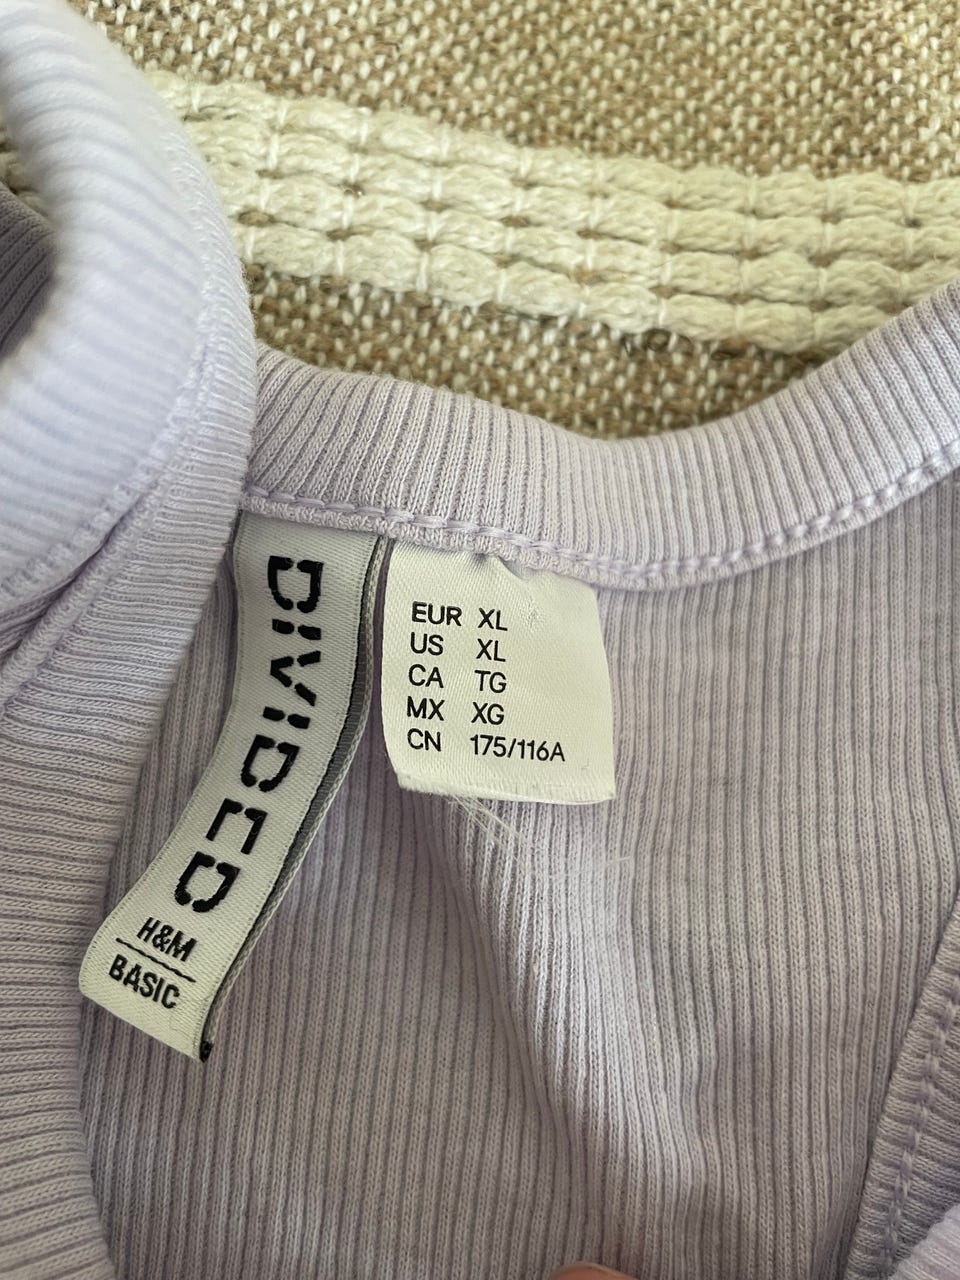 DIVIDED
H&M
BASIC
EUR XL
US XL
CA TG
MX XG
CN 175/116A